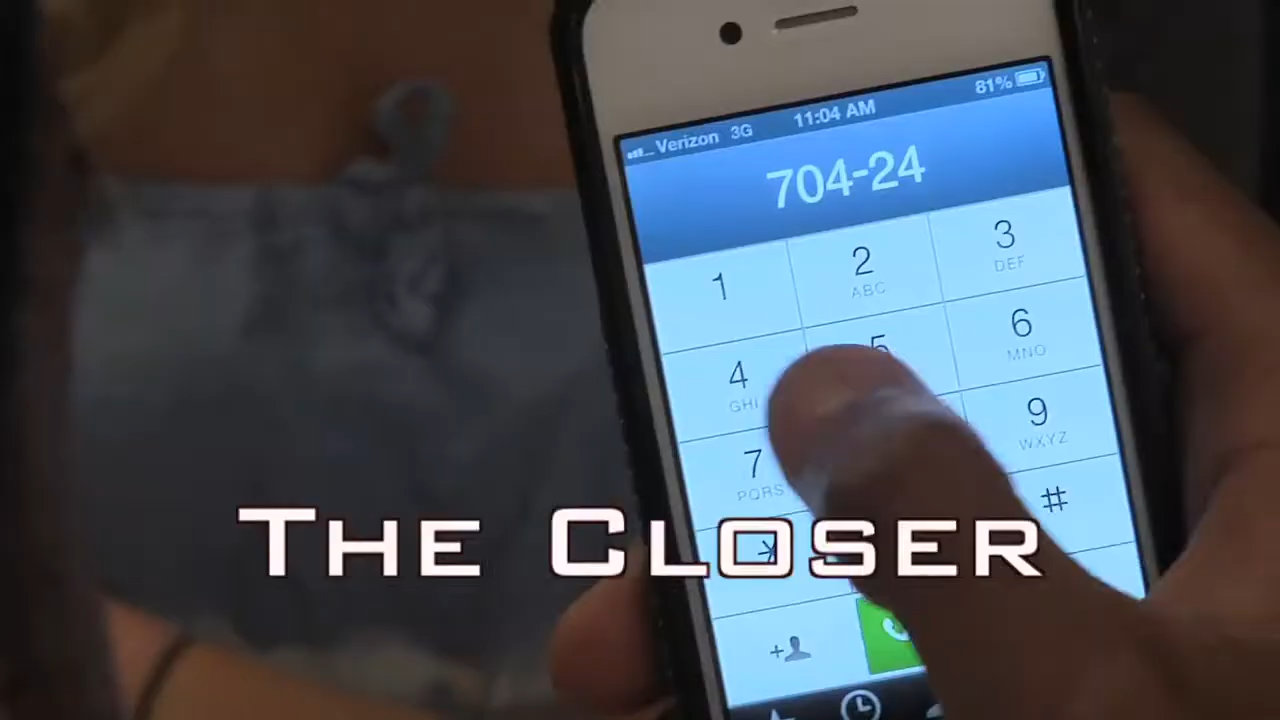 Verizon 3G 11:04 AM 81%
704-24
1 2 3
ABC DEF
4 5 6
GHI MNO
7 9
PQRS WXYZ
* #
+
THE CLOSER